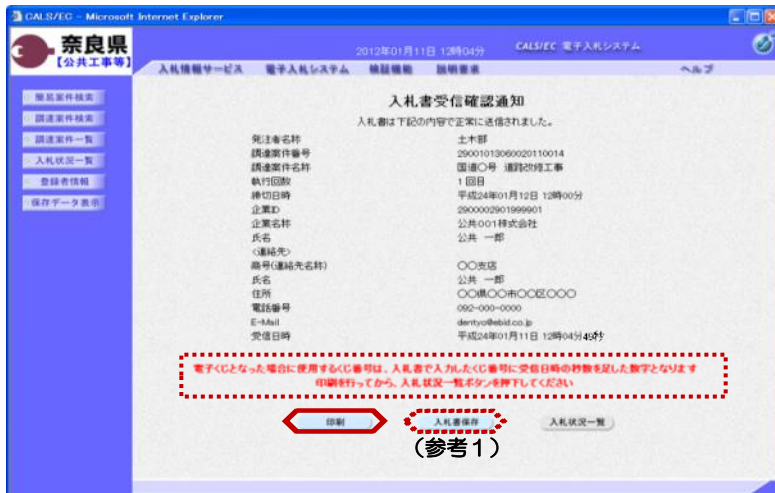 CALS/EC - Microsoft Internet Explorer
奈良県
【公共工事等】
2012年01月11日 12時04分
CALS/EC 電子入札システム
入札情報サービス 電子入札システム 検証機能 説明要求 ヘルプ
簡易案件検索
調達案件検索
調達案件一覧
入札状況一覧
登録者情報
保存データ表示
入札書受信確認通知
入札書は下記の内容で正常に送信されました。
発注者名称 土木部
調達案件番号 29001013060020110014
調達案件名称 国道〇号 道路改修工事
執行回数 1回目
締切日時 平成24年01月12日 12時00分
企業ID 2900002901999901
企業名称 公共001株式会社
氏名 公共 一郎
<連絡先>
商号(連絡先名称) 〇〇支店
氏名 公共 一郎
住所 〇〇県〇〇市〇〇区〇〇〇
電話番号 092-000-0000
E-Mail dentyo@ebid.co.jp
受信日時 平成24年01月11日 12時04分49秒
電子くじとなった場合に使用するくじ番号は、入札書で入力したくじ番号に受信日時の秒数を足した数字となります
印刷を行ってから、入札状況一覧ボタンを押下してください
印刷 入札書保存 入札状況一覧
(参考1)